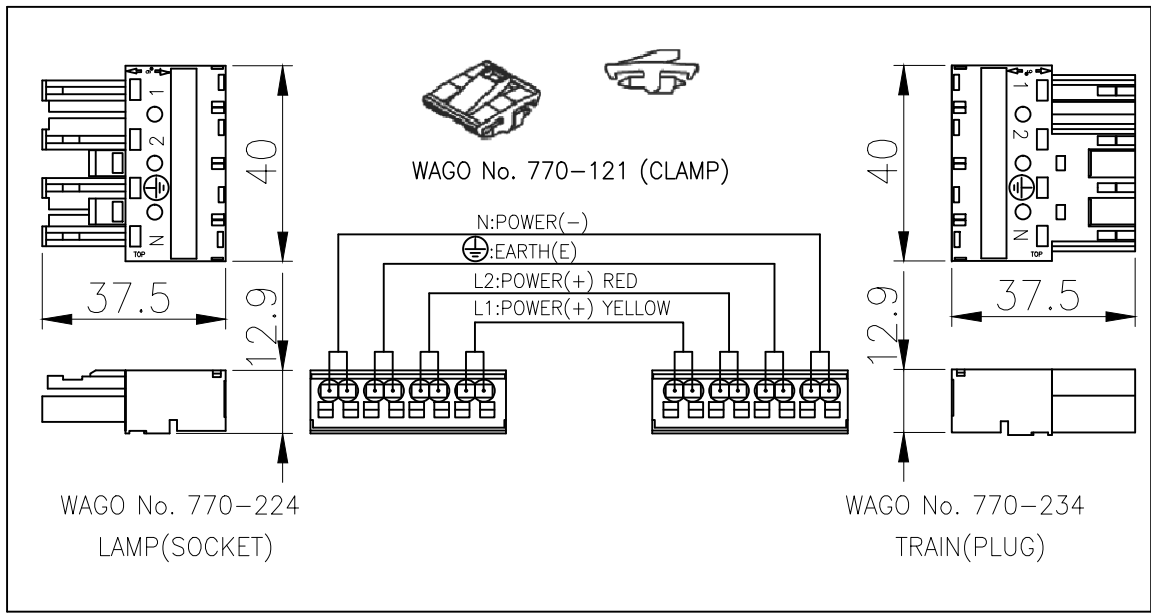 1
2
N
TOP
40
37.5
12.9
WAGO No. 770-224
LAMP(SOCKET)
WAGO No. 770-121 (CLAMP)
N:POWER(-)
:EARTH(E)
L2:POWER(+) RED
L1:POWER(+) YELLOW
1
2
N
TOP
40
37.5
12.9
WAGO No. 770-234
TRAIN(PLUG)